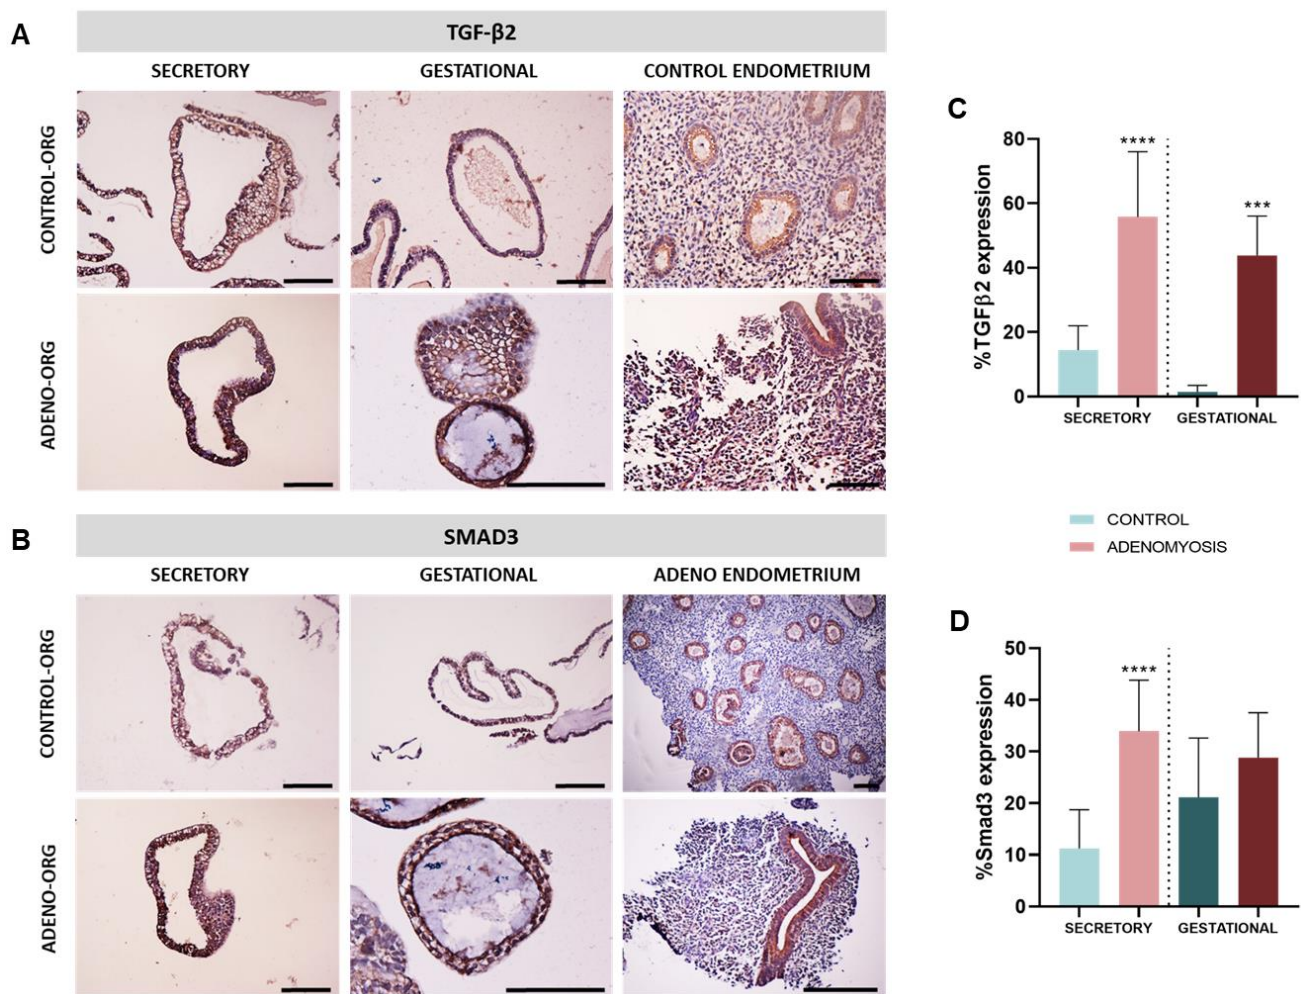 A
TGF-β2
SECRETORY GESTATIONAL CONTROL ENDOMETRIUM
CONTROL-ORG
ADENO-ORG
B
SMAD3
SECRETORY GESTATIONAL ADENO ENDOMETRIUM
CONTROL-ORG
ADENO-ORG
C
%TGFβ2 expression
80
60
40
20
0
****
***
SECRETORY GESTATIONAL
CONTROL
ADENOMYOSIS
D
%Smad3 expression
50
40
30
20
10
0
****
SECRETORY GESTATIONAL